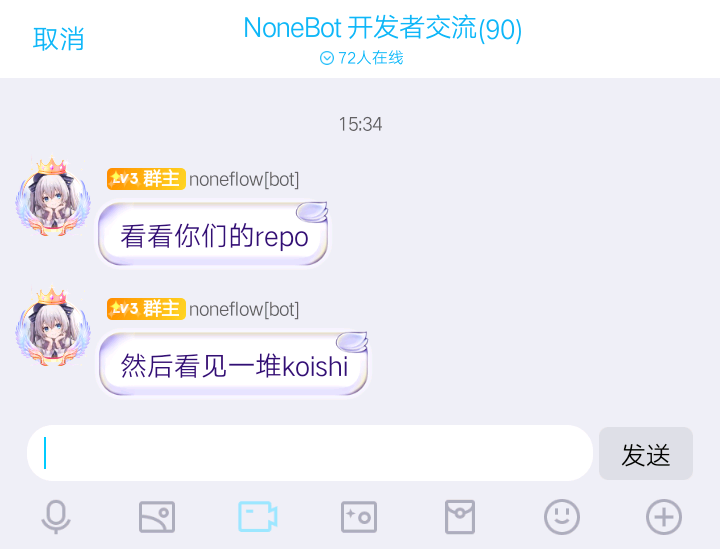 取消
NoneBot 开发者交流(90)
72人在线
15:34
LV3 群主 noneflow[bot]
看看你们的repo
LV3 群主 noneflow[bot]
然后看见一堆koishi
发送